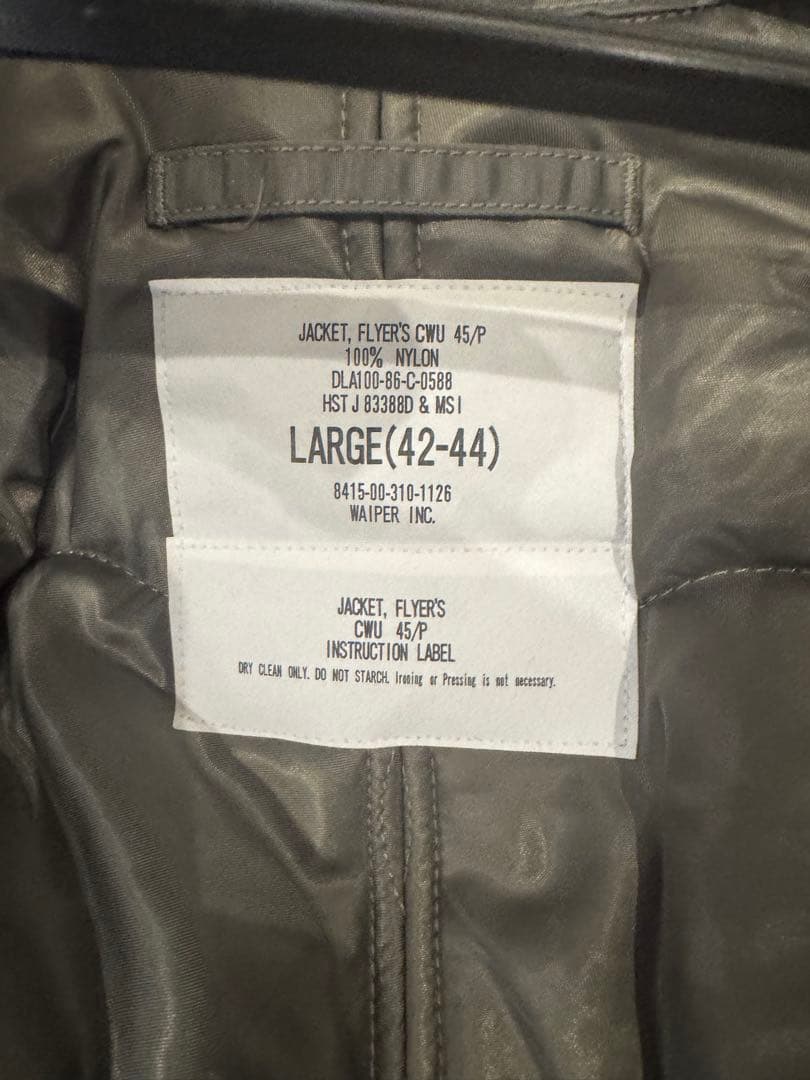 JACKET, FLYER'S CWU 45/P
100% NYLON
DLA100-86-C-0588
HST J 83388D & MSI
LARGE(42-44)
8415-00-310-1126
WAIPER INC.
JACKET, FLYER'S
CWU 45/P
INSTRUCTION LABEL
DRY CLEAN ONLY. DO NOT STARCH. Ironing or Pressing is not necessary.